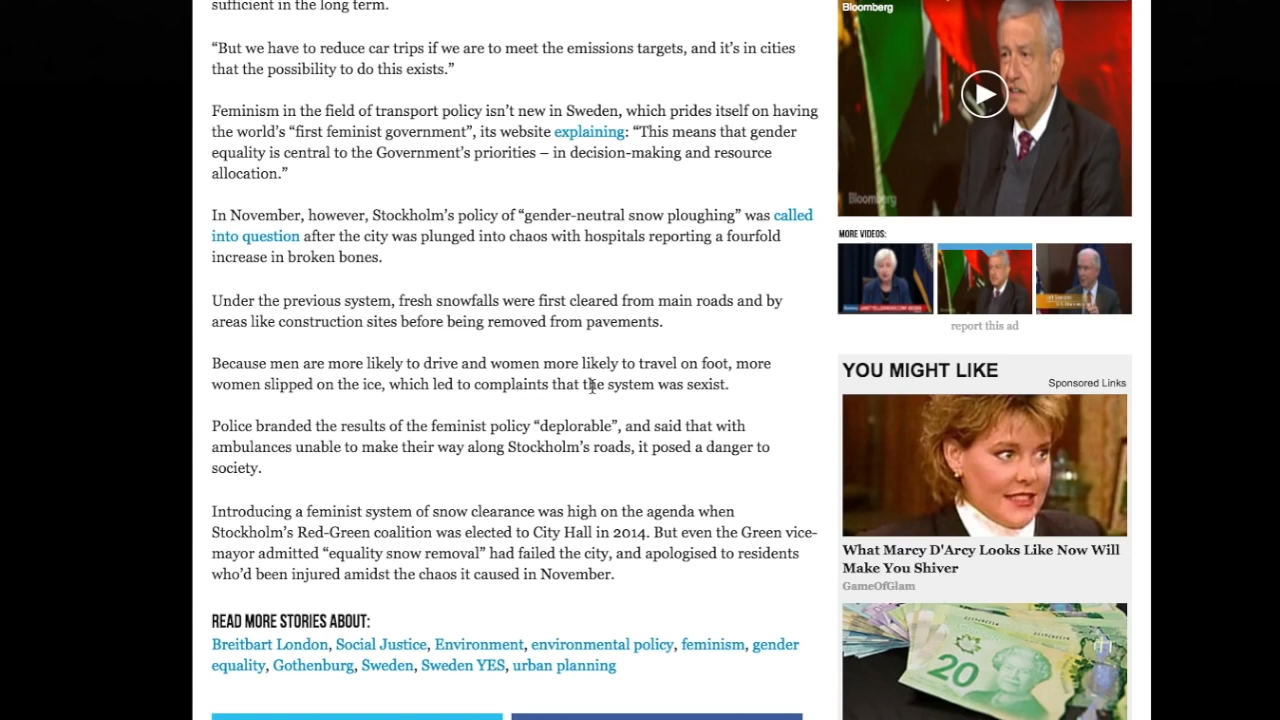 sufficient in the long term.
“But we have to reduce car trips if we are to meet the emissions targets, and it’s in cities
that the possibility to do this exists.”
Feminism in the field of transport policy isn’t new in Sweden, which prides itself on having
the world’s “first feminist government”, its website explaining: “This means that gender
equality is central to the Government’s priorities – in decision-making and resource
allocation.”
In November, however, Stockholm’s policy of “gender-neutral snow ploughing” was called
into question after the city was plunged into chaos with hospitals reporting a fourfold
increase in broken bones.
Under the previous system, fresh snowfalls were first cleared from main roads and by
areas like construction sites before being removed from pavements.
Because men are more likely to drive and women more likely to travel on foot, more
women slipped on the ice, which led to complaints that the system was sexist.
Police branded the results of the feminist policy “deplorable”, and said that with
ambulances unable to make their way along Stockholm’s roads, it posed a danger to
society.
Introducing a feminist system of snow clearance was high on the agenda when
Stockholm’s Red-Green coalition was elected to City Hall in 2014. But even the Green vice-
mayor admitted “equality snow removal” had failed the city, and apologised to residents
who’d been injured amidst the chaos it caused in November.
READ MORE STORIES ABOUT:
Breitbart London, Social Justice, Environment, environmental policy, feminism, gender
equality, Gothenburg, Sweden, Sweden YES, urban planning
Bloomberg
Bloomberg
MORE VIDEOS:
report this ad
YOU MIGHT LIKE
Sponsored Links
What Marcy D'Arcy Looks Like Now Will
Make You Shiver
GameOfGlam
20